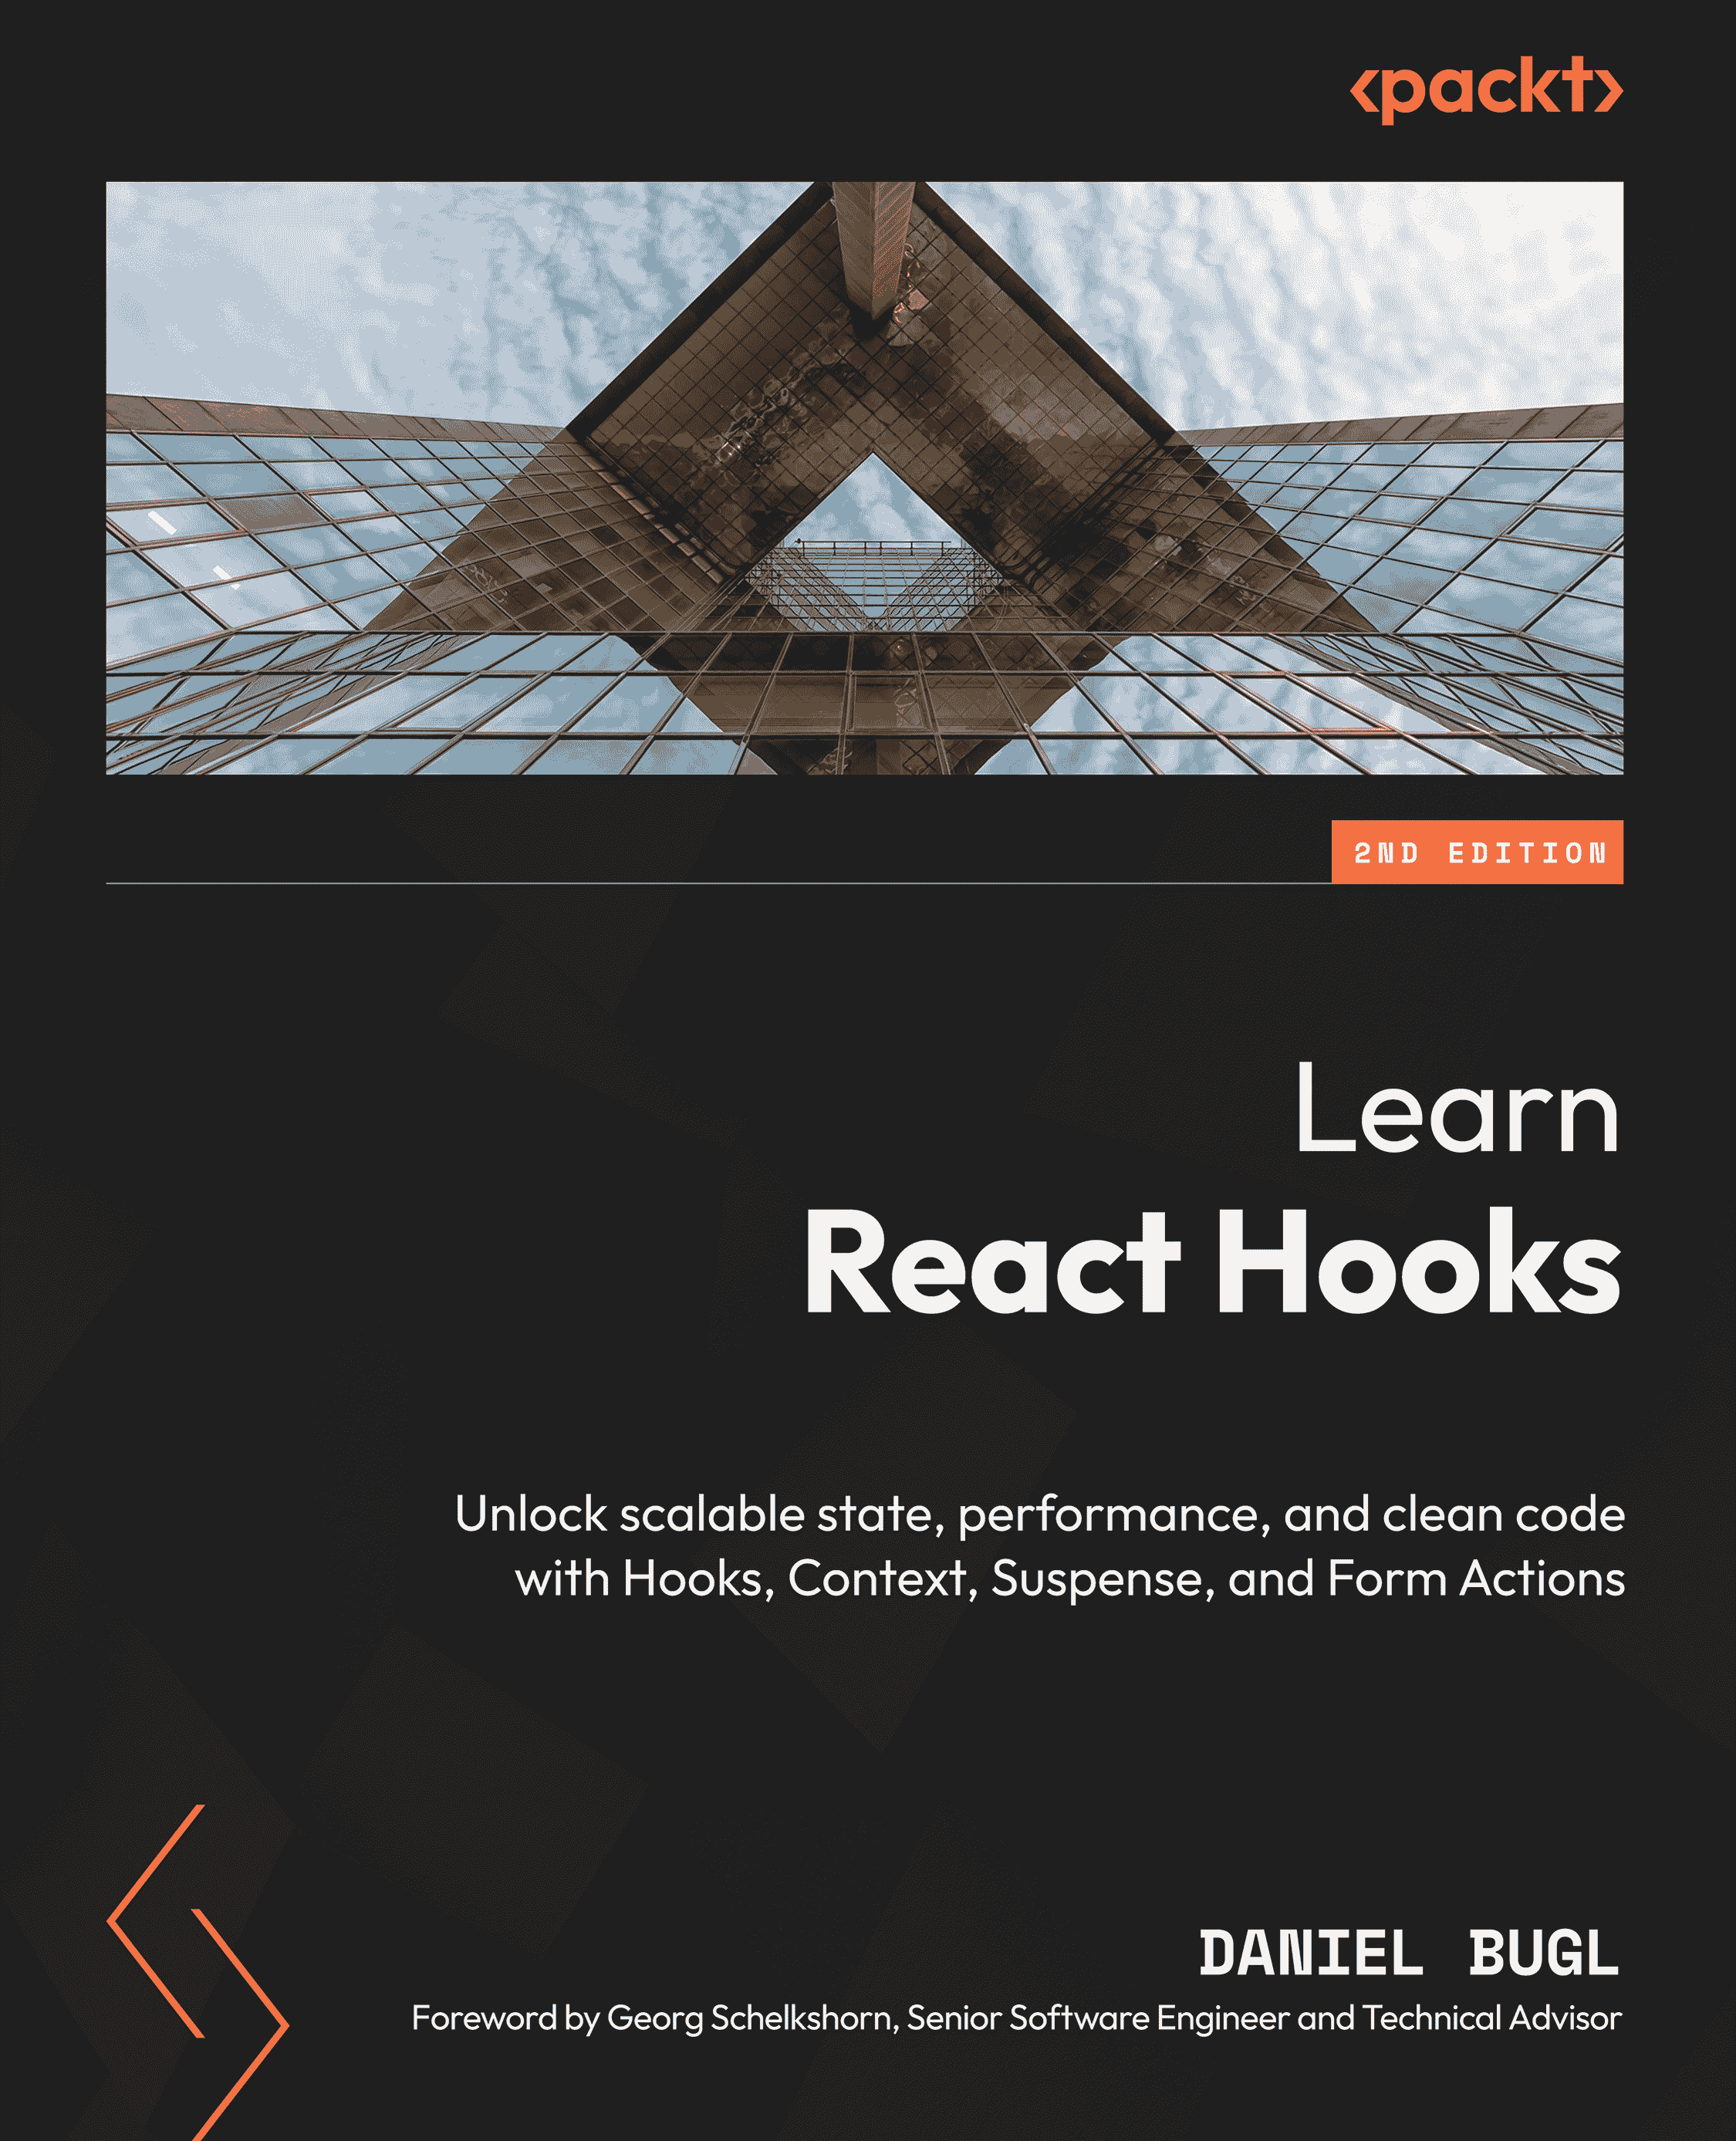 <packt>
2ND EDITION
Learn
React Hooks
Unlock scalable state, performance, and clean code
with Hooks, Context, Suspense, and Form Actions
DANIEL BUGL
Foreword by Georg Schelkshorn, Senior Software Engineer and Technical Advisor